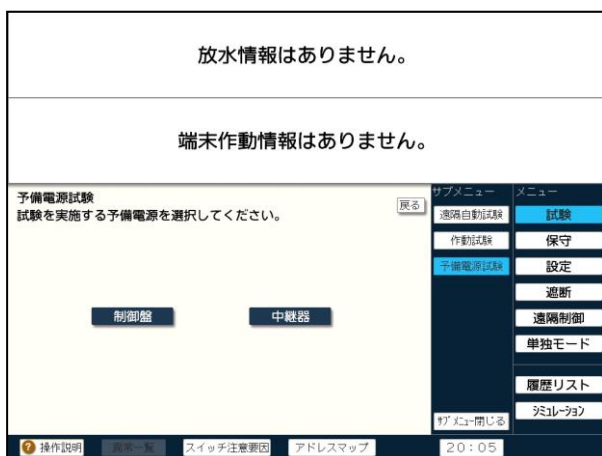 放水情報はありません。
端末作動情報はありません。
予備電源試験
試験を実施する予備電源を選択してください。
戻る
制御盤
中継器
サブメニュー
遠隔自動試験
作動試験
予備電源試験
ｻﾌﾞﾒﾆｭｰ閉じる
メニュー
試験
保守
設定
遮断
遠隔制御
単独モード
履歴リスト
ｼﾐｭﾚｰｼｮﾝ
? 操作説明
異常一覧
スイッチ注意要因
アドレスマップ
20:05